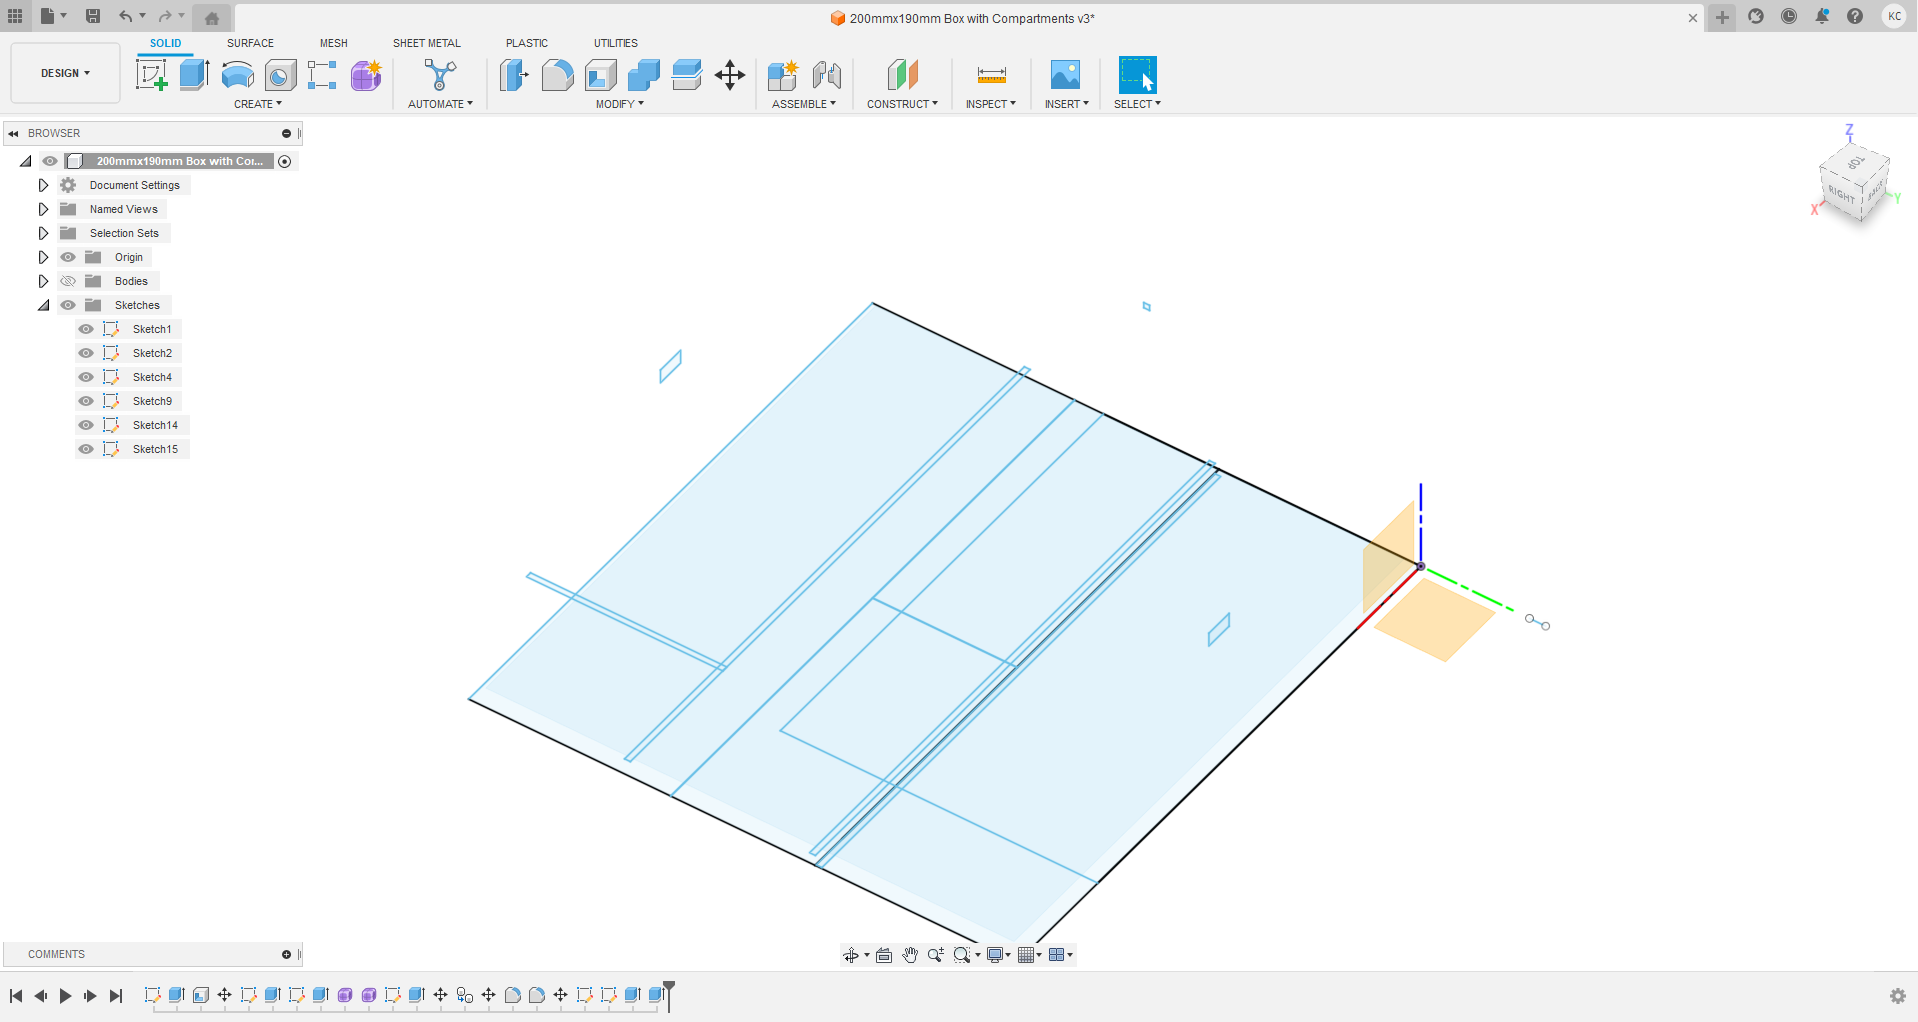 200mmx190mm Box with Compartments v3*
KC
SOLID SURFACE MESH SHEET METAL PLASTIC UTILITIES
DESIGN
CREATE AUTOMATE MODIFY ASSEMBLE CONSTRUCT INSPECT INSERT SELECT
BROWSER
200mmx190mm Box with Cor...
Document Settings
Named Views
Selection Sets
Origin
Bodies
Sketches
Sketch1
Sketch2
Sketch4
Sketch9
Sketch14
Sketch15
Z
TOP
RIGHT
BACK
X
Y
COMMENTS